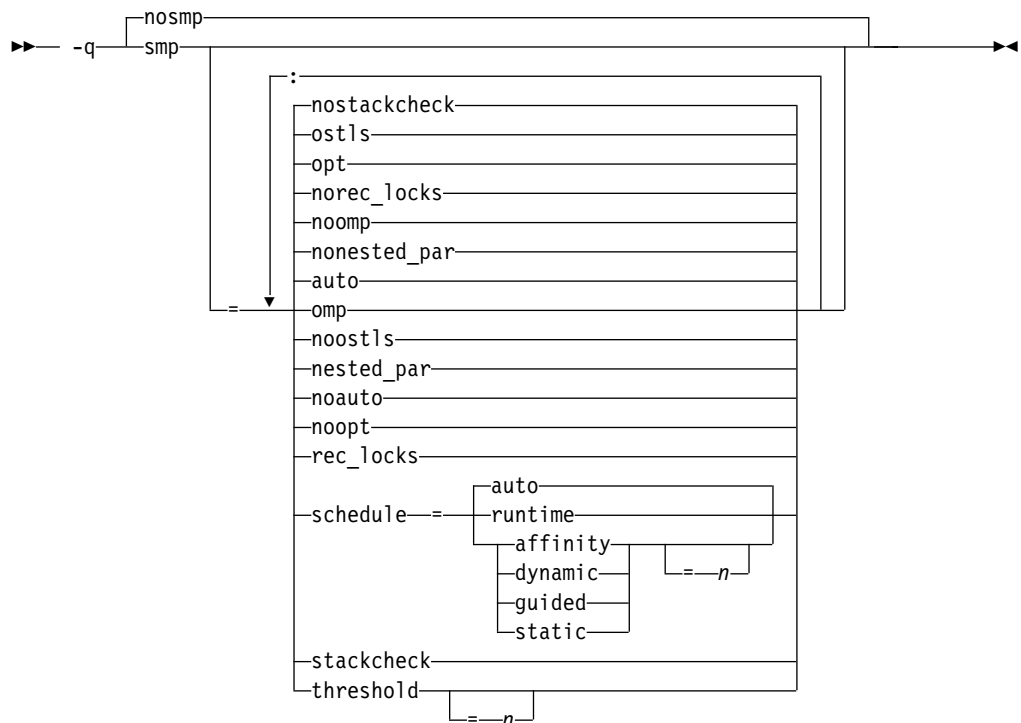 nosmp
-q smp
:
nostackcheck
ostls
opt
norec_locks
noomp
nonested_par
auto
= omp
noostls
nested_par
noauto
noopt
rec_locks
auto
schedule = runtime
affinity
= n
dynamic
guided
static
stackcheck
threshold
= n